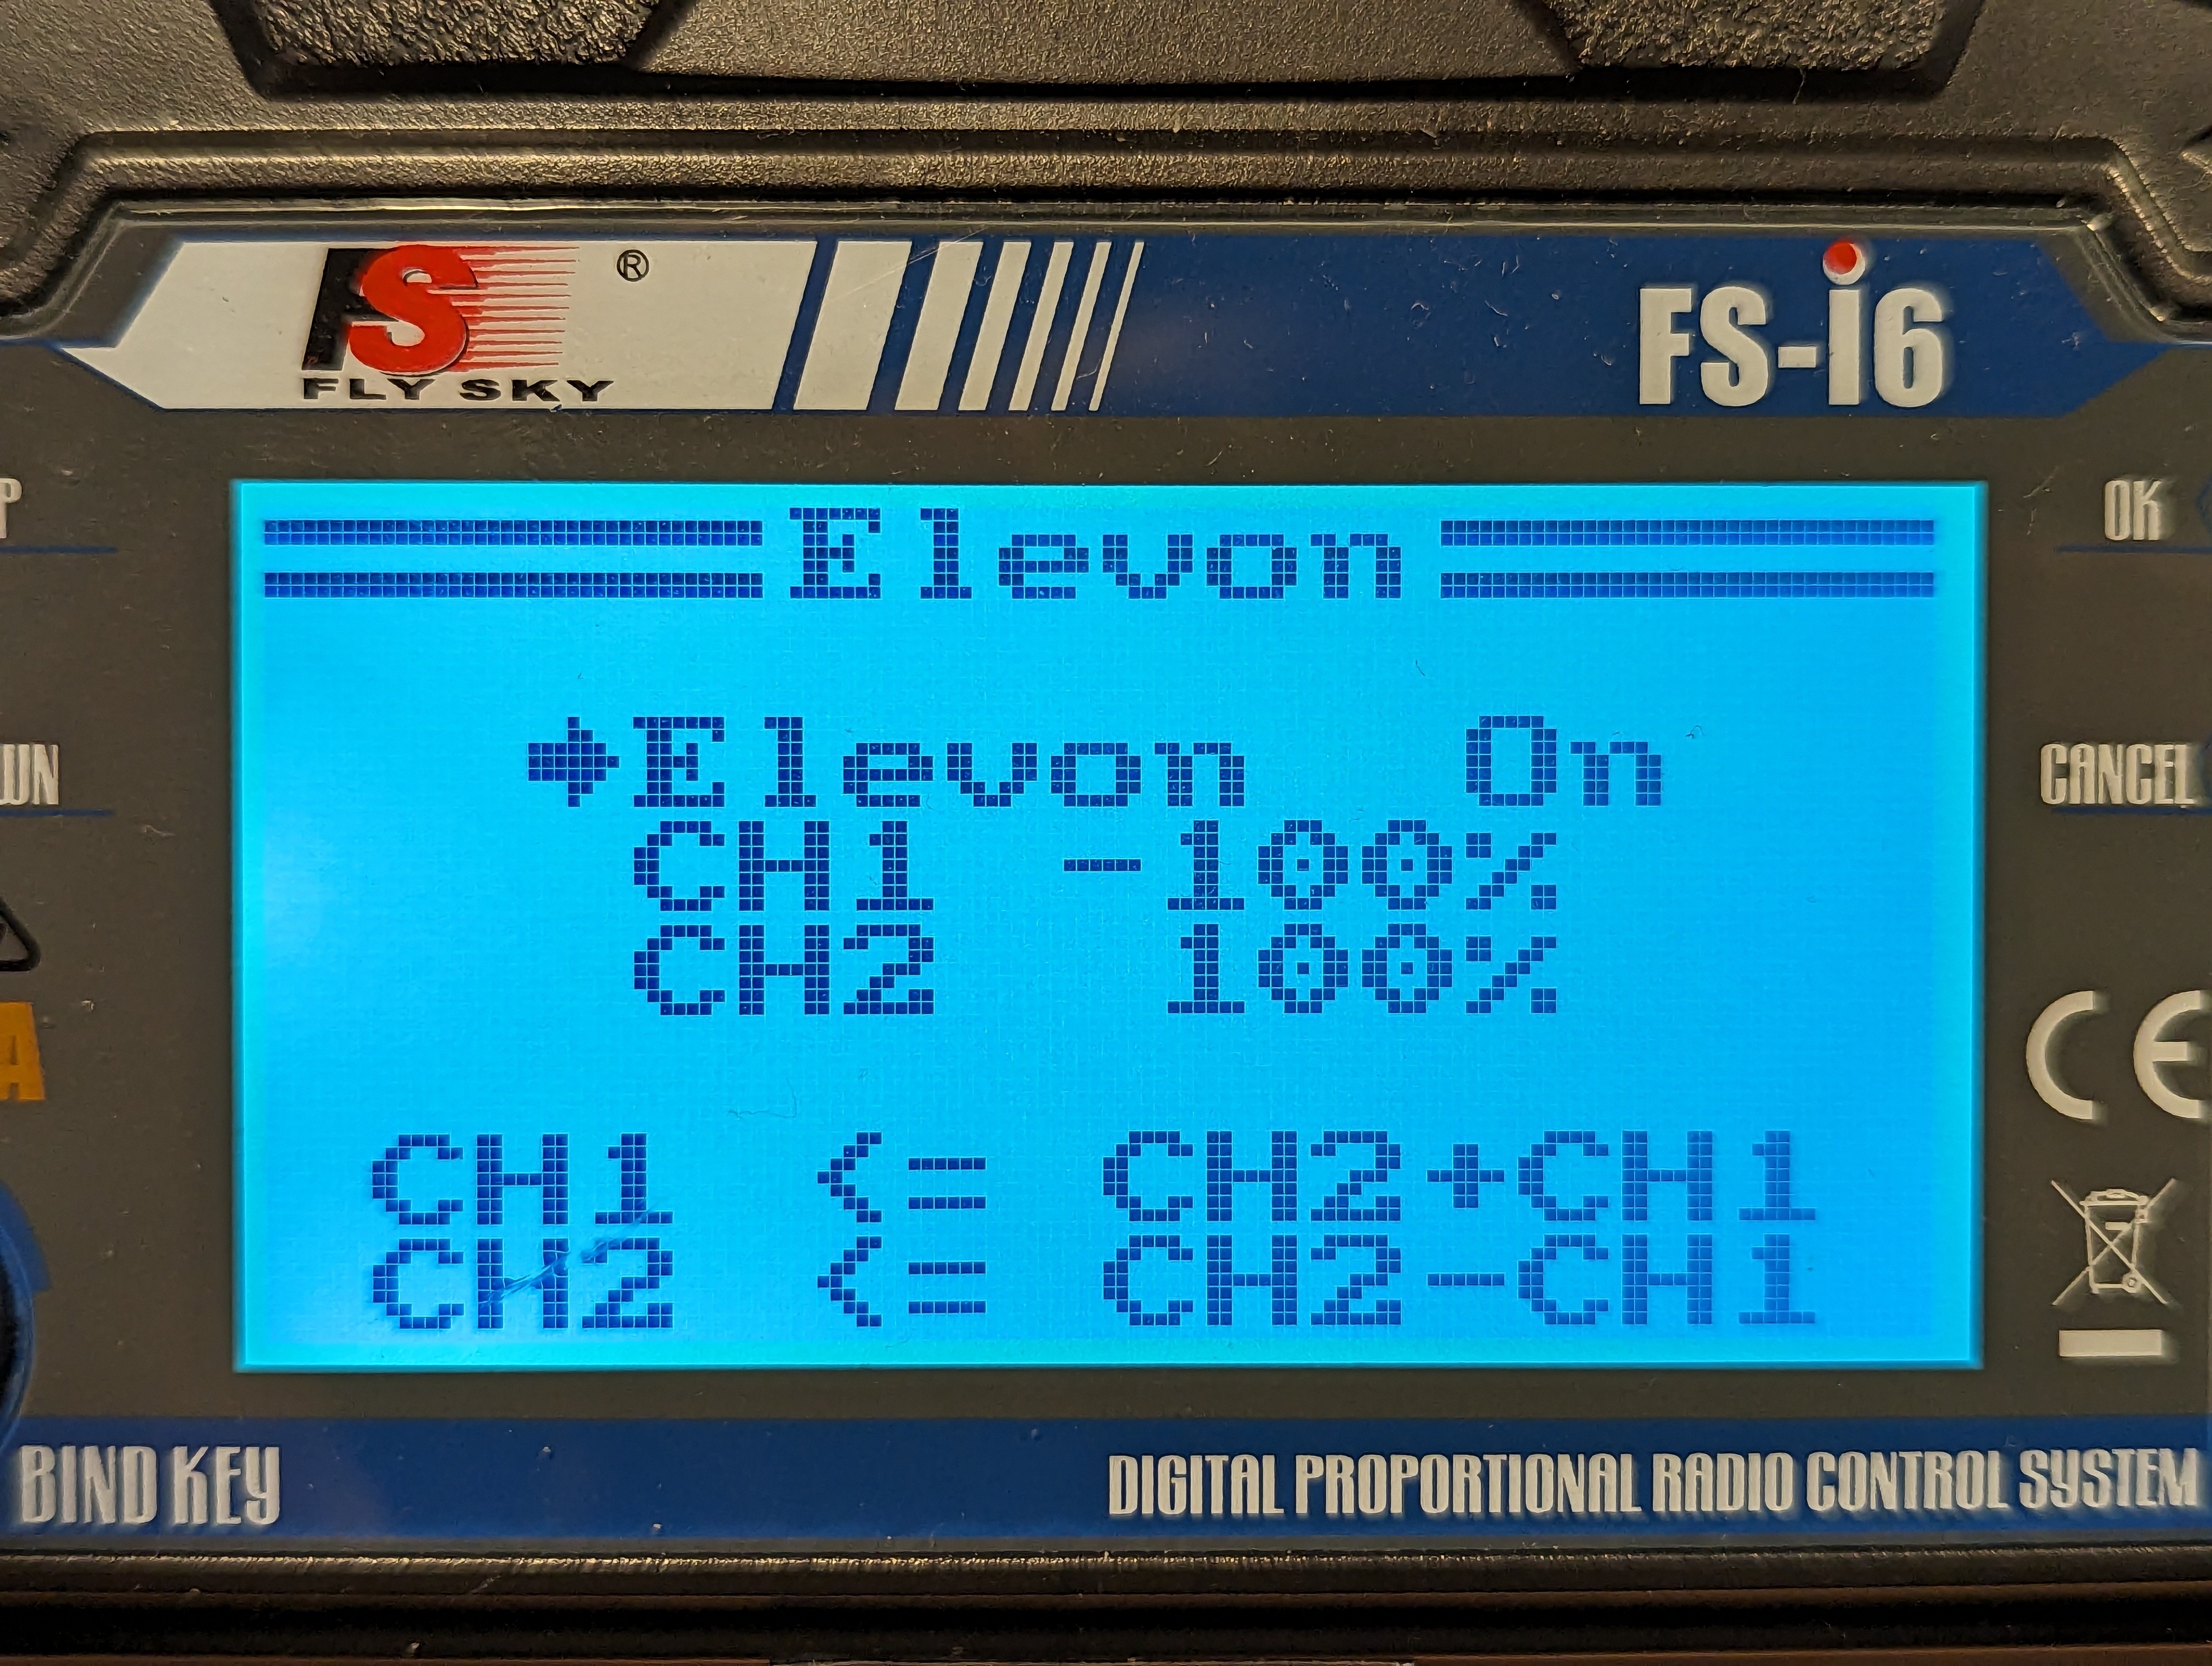 FS ®
FLY SKY
FS-i6
OK
CANCEL
Elevon
Elevon On
CH1 -100%
CH2 100%
CH1 <= CH2+CH1
CH2 <= CH2-CH1
CE
BIND KEY
DIGITAL PROPORTIONAL RADIO CONTROL SYSTEM